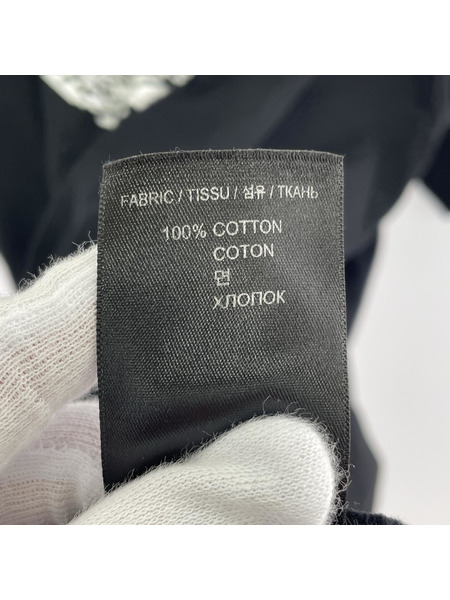 FABRIC / TISSU / 섬유 / ТКАНЬ
100% COTTON
COTON
면
ХЛОПОК